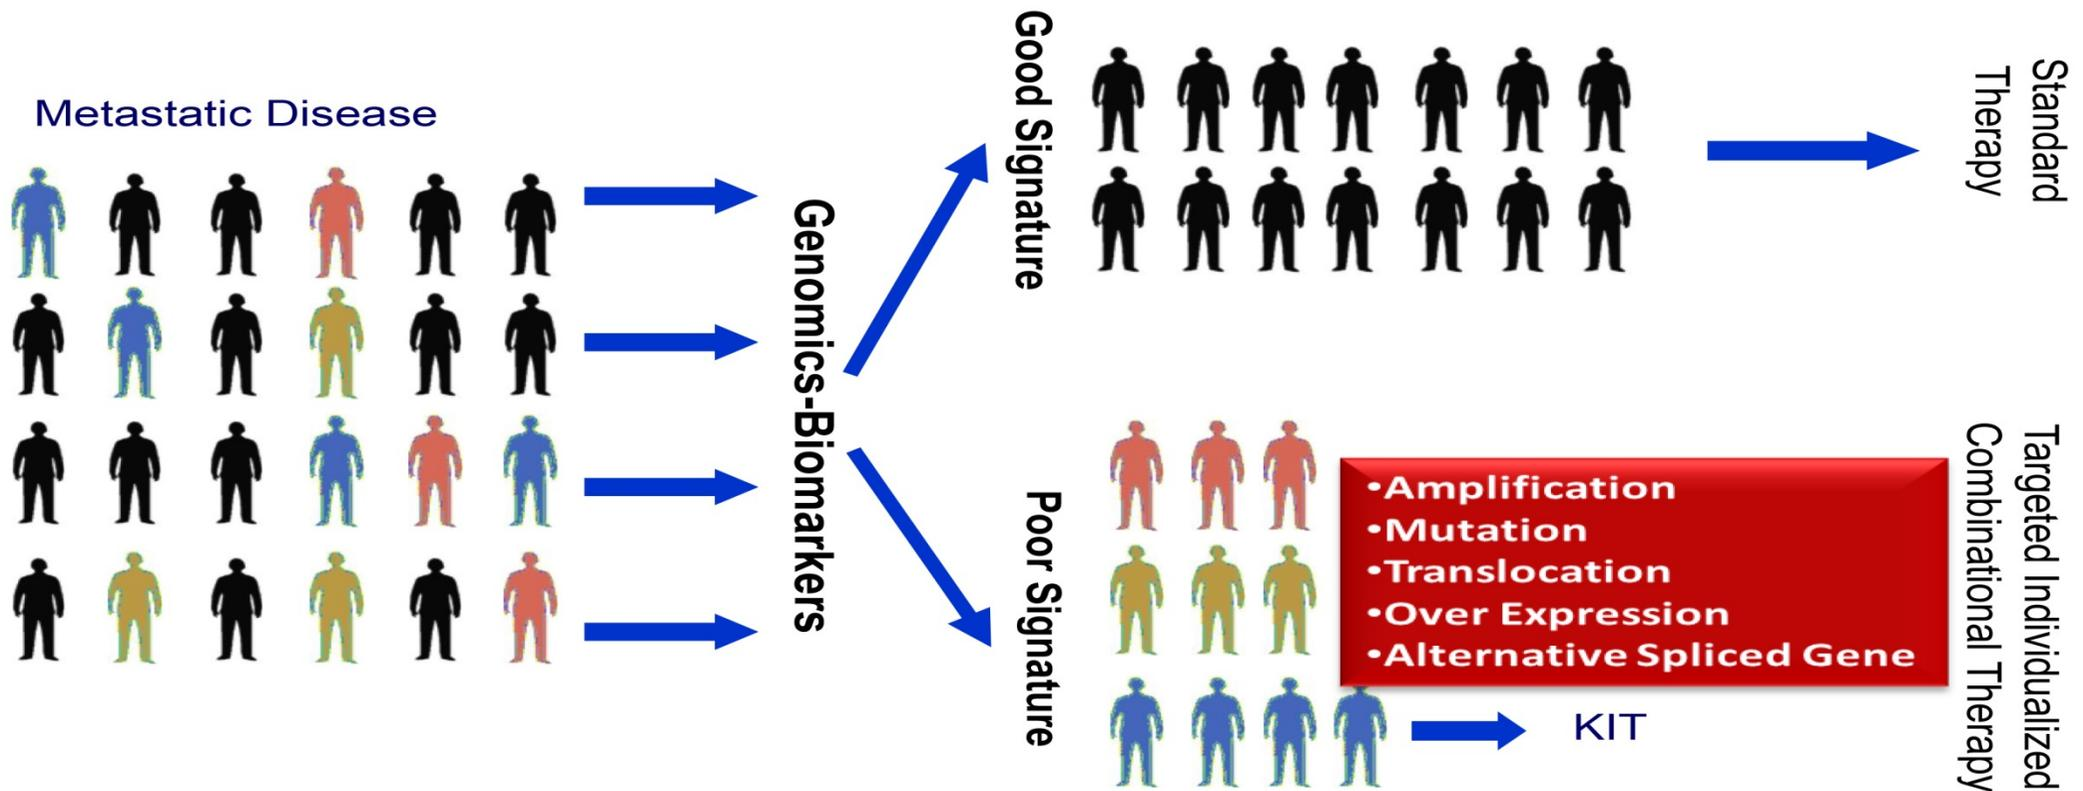 Metastatic Disease
Genomics-Biomarkers
Good Signature
Standard
Therapy
Poor Signature
•Amplification
•Mutation
•Translocation
•Over Expression
•Alternative Spliced Gene
KIT
Targeted Individualized
Combinational Therapy